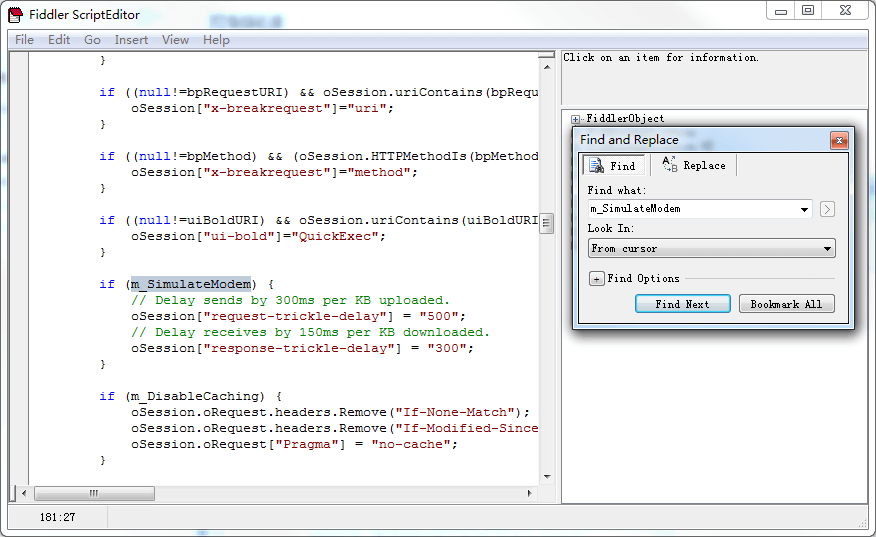 Fiddler ScriptEditor
File Edit Go Insert View Help
}
if ((null!=bpRequestURI) && oSession.uriContains(bpRequ
oSession["x-breakrequest"]="uri";
}
if ((null!=bpMethod) && (oSession.HTTPMethodIs(bpMethod
oSession["x-breakrequest"]="method";
}
if ((null!=uiBoldURI) && oSession.uriContains(uiBoldURI
oSession["ui-bold"]="QuickExec";
}
if (m_SimulateModem) {
// Delay sends by 300ms per KB uploaded.
oSession["request-trickle-delay"] = "500";
// Delay receives by 150ms per KB downloaded.
oSession["response-trickle-delay"] = "300";
}
if (m_DisableCaching) {
oSession.oRequest.headers.Remove("If-None-Match");
oSession.oRequest.headers.Remove("If-Modified-Since
oSession.oRequest["Pragma"] = "no-cache";
}
181:27
Click on an item for information.
FiddlerObject
Find and Replace
Find Replace
Find what:
m_SimulateModem
Look In:
From cursor
Find Options
Find Next Bookmark All